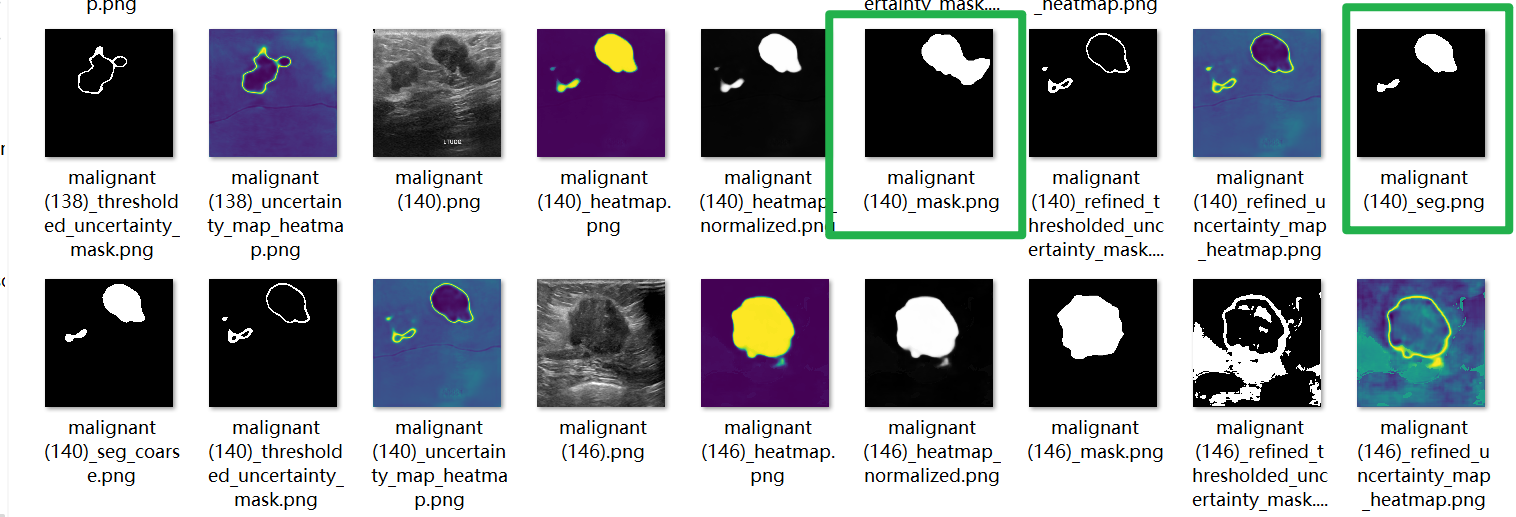 p.png
ertainty_mask....
_heatmap.png
malignant
(138)_threshold
ed_uncertainty_
mask.png
malignant
(138)_uncertain
ty_map_heatma
p.png
malignant
(140).png
malignant
(140)_heatmap.
png
malignant
(140)_heatmap_
normalized.png
malignant
(140)_mask.png
malignant
(140)_refined_t
hresholded_unc
ertainty_mask....
malignant
(140)_refined_u
ncertainty_map
_heatmap.png
malignant
(140)_seg.png
malignant
(140)_seg_coars
e.png
malignant
(140)_threshold
ed_uncertainty_
mask.png
malignant
(140)_uncertain
ty_map_heatma
p.png
malignant
(146).png
malignant
(146)_heatmap.
png
malignant
(146)_heatmap_
normalized.png
malignant
(146)_mask.png
malignant
(146)_refined_t
hresholded_unc
ertainty_mask....
malignant
(146)_refined_u
ncertainty_map
_heatmap.png